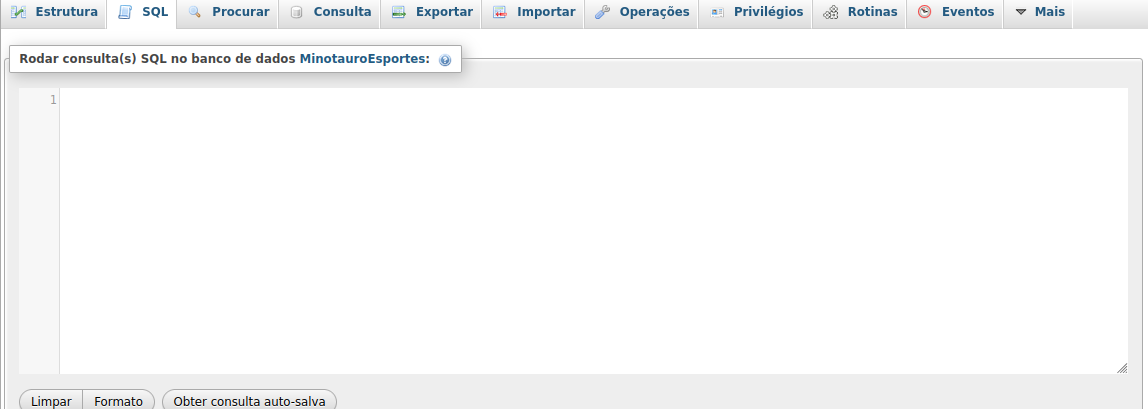 Estrutura SQL Procurar Consulta Exportar Importar Operações Privilégios Rotinas Eventos Mais
Rodar consulta(s) SQL no banco de dados MinotauroEsportes:
1
Limpar Formato Obter consulta auto-salva